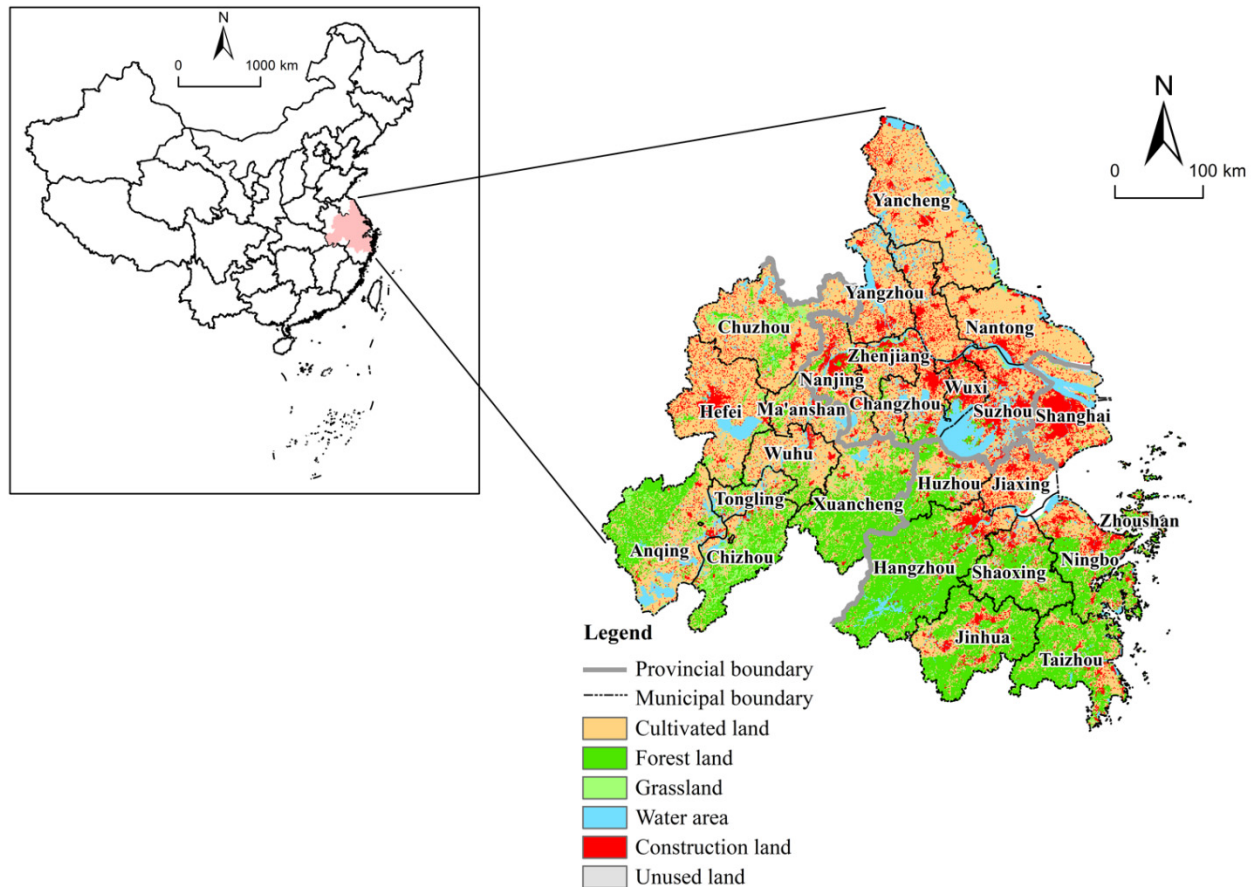 N
0 1000 km
N
0 100 km
Yancheng
Yangzhou
Chuzhou
Nantong
Zhenjiang
Nanjing
Wuxi
Hefei
Ma'anshan
Changzhou
Suzhou
Shanghai
Wuhu
Huzhou
Jiaxing
Tongling
Xuancheng
Zhoushan
Anqing
Chizhou
Hangzhou
Shaoxing
Ningbo
Jinhua
Taizhou
Legend
Provincial boundary
Municipal boundary
Cultivated land
Forest land
Grassland
Water area
Construction land
Unused land